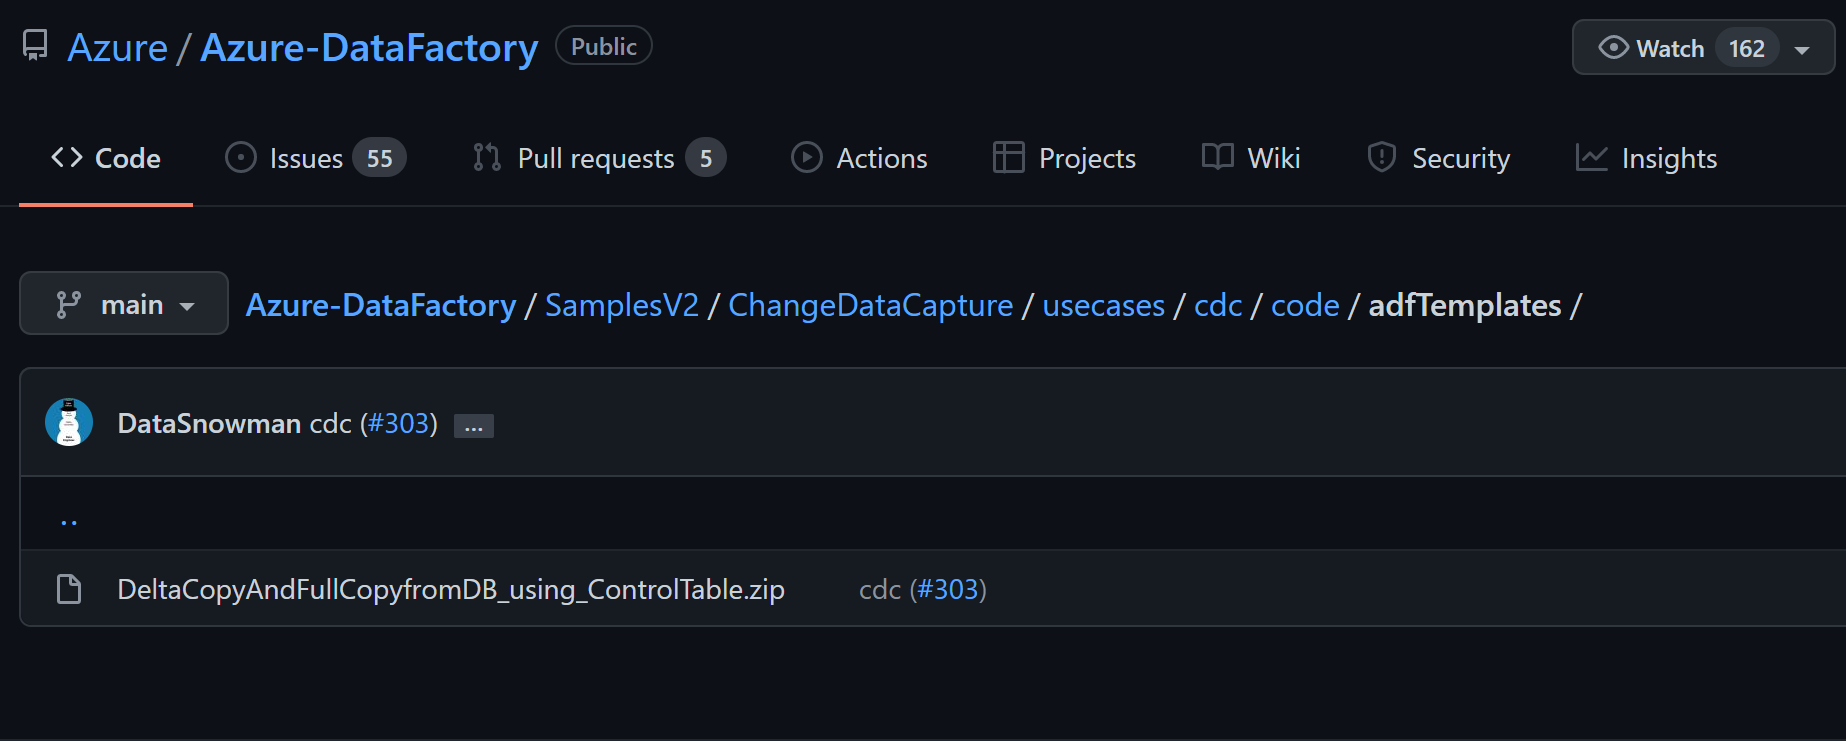 Azure / Azure-DataFactory Public Watch 162
Code Issues 55 Pull requests 5 Actions Projects Wiki Security Insights
main Azure-DataFactory / SamplesV2 / ChangeDataCapture / usecases / cdc / code / adfTemplates /
DataSnowman cdc (#303) ...
..
DeltaCopyAndFullCopyfromDB_using_ControlTable.zip cdc (#303)